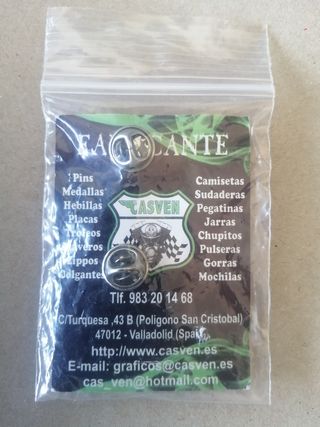 Pins
Medallas
Hebillas
Placas
CASVEN
Camisetas
Sudaderas
Pegatinas
Jarras
Chupitos
Pulseras
Gorras
Mochilas
Tlf. 983 20 14 68
C/Turquesa ,43 B (Poligono San Cristobal)
47012 - Valladolid (Spain)
http://www.casven.es
E-mail: graficos@casven.es
cas_ven@hotmail.com